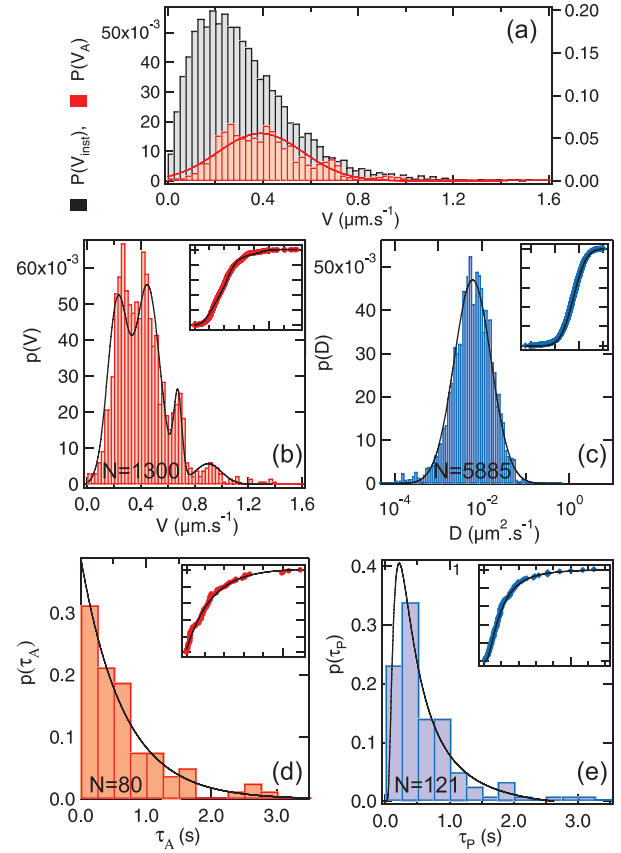 (a)
P(V_A)
P(V_inst),
50x10^-3
40
30
20
10
0
0.20
0.15
0.10
0.05
0.00
0.0 0.4 0.8 1.2 1.6
V (µm.s^-1)
p(V)
60x10^-3
50
40
30
20
10
0
N=1300
(b)
0.0 0.4 0.8 1.2 1.6
V (µm.s^-1)
p(D)
50x10^-3
40
30
20
10
0
N=5885
(c)
10^-4 10^-2 10^0
D (µm^2.s^-1)
p(τ_A)
0.3
0.2
0.1
0.0
N=80
(d)
0.0 1.0 2.0 3.0
τ_A (s)
p(τ_P)
0.4
0.3
0.2
0.1
0.0
1
N=121
(e)
0.0 1.0 2.0 3.0
τ_P (s)